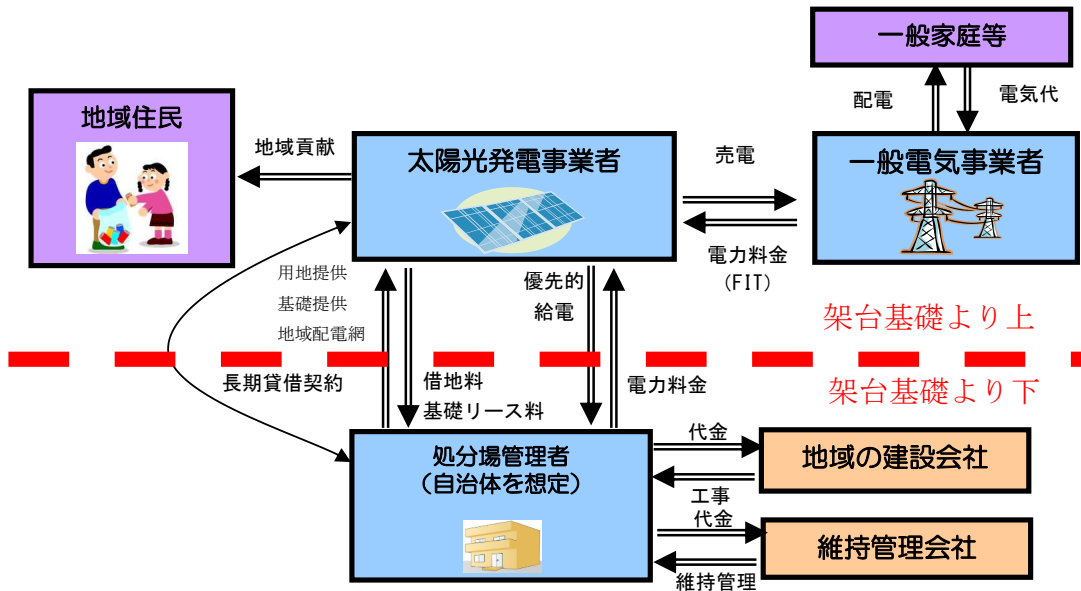 一般家庭等
配電
電気代
地域住民
地域貢献
太陽光発電事業者
売電
一般電気事業者
電力料金
(FIT)
用地提供
基礎提供
地域配電網
優先的
給電
架台基礎より上
長期貸借契約
借地料
基礎リース料
電力料金
架台基礎より下
処分場管理者
（自治体を想定）
代金
地域の建設会社
工事
代金
維持管理会社
維持管理